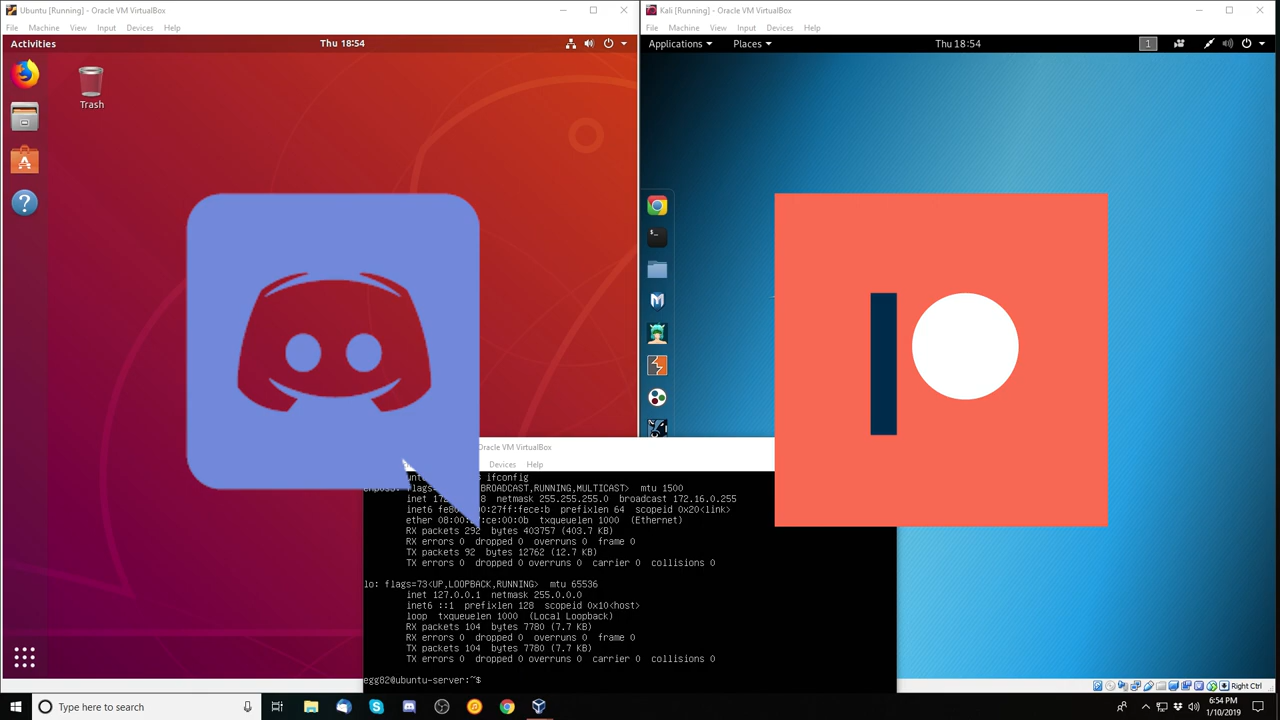 Ubuntu [Running] - Oracle VM VirtualBox
File Machine View Input Devices Help
Activities
Thu 18:54
Trash
Kali [Running] - Oracle VM VirtualBox
File Machine View Input Devices Help
Applications Places
Thu 18:54
1
Oracle VM VirtualBox
Devices Help
ifconfig
flags= BROADCAST,RUNNING,MULTICAST> mtu 1500
inet netmask 255.255.255.0 broadcast 172.16.0.255
inet6 prefixlen 64 scopeid 0x20<link>
ether txqueuelen 1000 (Ethernet)
RX packets 292 bytes 403757 (403.7 KB)
RX errors 0 dropped 0 overruns 0 frame 0
TX packets 92 bytes 12762 (12.7 KB)
TX errors 0 dropped 0 overruns 0 carrier 0 collisions 0
lo: flags=73<UP,LOOPBACK,RUNNING> mtu 65536
inet 127.0.0.1 netmask 255.0.0.0
inet6 ::1 prefixlen 128 scopeid 0x10<host>
loop txqueuelen 1000 (Local Loopback)
RX packets 104 bytes 7780 (7.7 KB)
RX errors 0 dropped 0 overruns 0 frame 0
TX packets 104 bytes 7780 (7.7 KB)
TX errors 0 dropped 0 overruns 0 carrier 0 collisions 0
egg82@ubuntu-server:~$
Right Ctrl
Type here to search
6:54 PM
1/10/2019